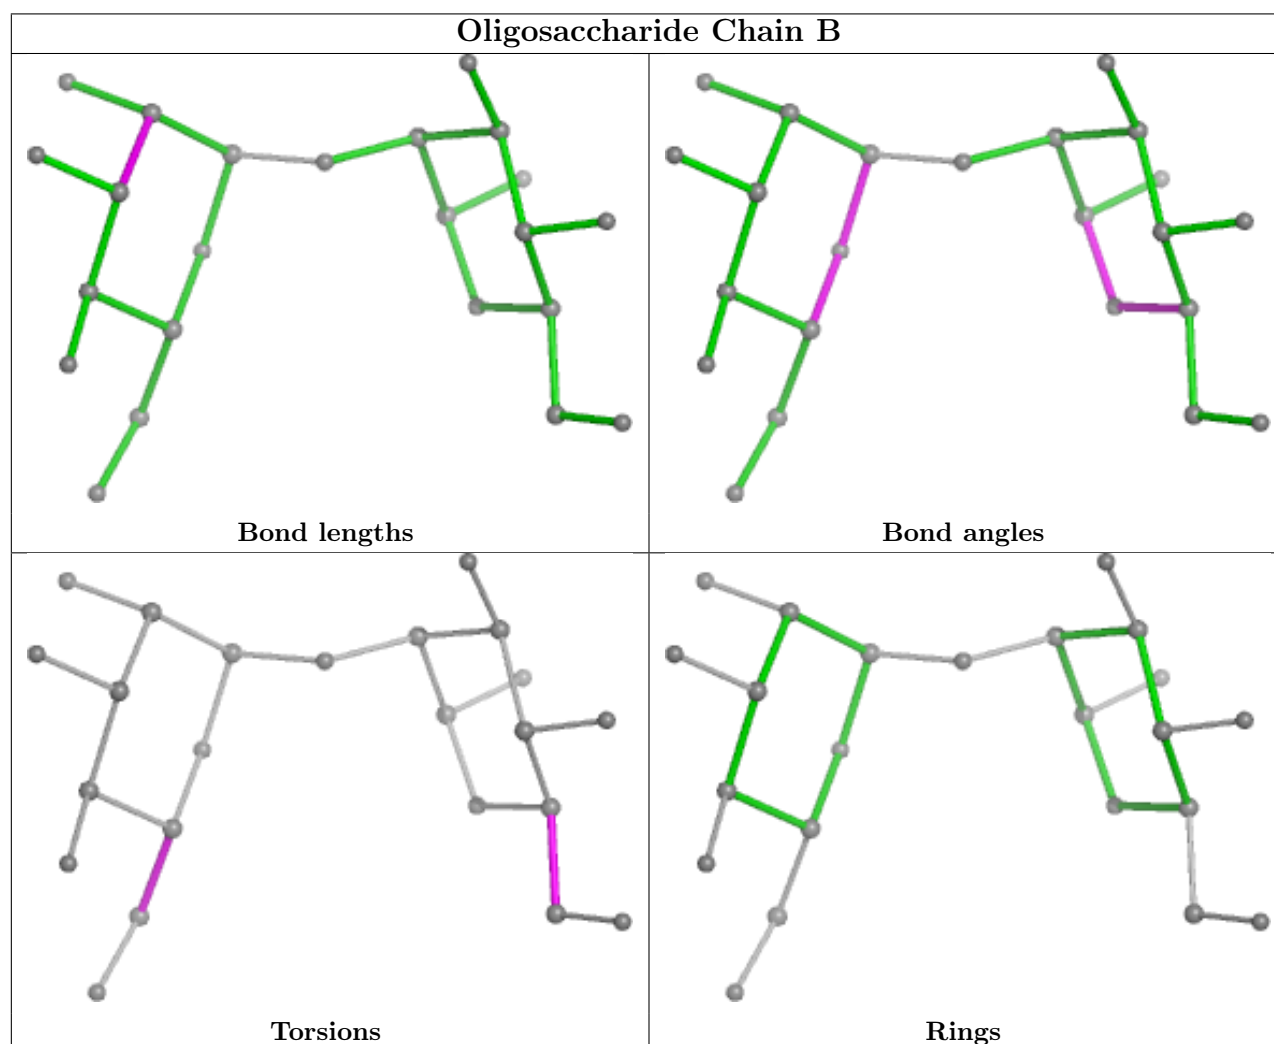 Oligosaccharide Chain B
Bond lengths
Bond angles
Torsions
Rings